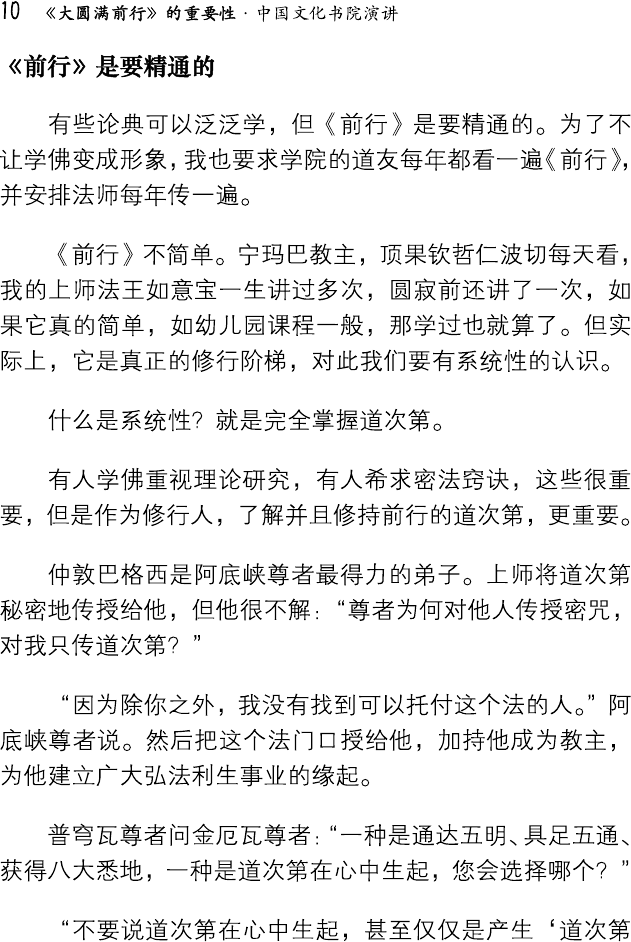 10 《大圆满前行》的重要性 · 中国文化书院演讲
《前行》是要精通的
有些论典可以泛泛学，但《前行》是要精通的。为了不
让学佛变成形象，我也要求学院的道友每年都看一遍《前行》，
并安排法师每年传一遍。
《前行》不简单。宁玛巴教主，顶果钦哲仁波切每天看，
我的上师法王如意宝一生讲过多次，圆寂前还讲了一次，如
果它真的简单，如幼儿园课程一般，那学过也就算了。但实
际上，它是真正的修行阶梯，对此我们要有系统性的认识。
什么是系统性？就是完全掌握道次第。
有人学佛重视理论研究，有人希求密法窍诀，这些很重
要，但是作为修行人，了解并且修持前行的道次第，更重要。
仲敦巴格西是阿底峡尊者最得力的弟子。上师将道次第
秘密地传授给他，但他很不解：“尊者为何对他人传授密咒，
对我只传道次第？”
“因为除你之外，我没有找到可以托付这个法的人。”阿
底峡尊者说。然后把这个法门口授给他，加持他成为教主，
为他建立广大弘法利生事业的缘起。
普穹瓦尊者问金厄瓦尊者：“一种是通达五明、具足五通、
获得八大悉地，一种是道次第在心中生起，您会选择哪个？”
“不要说道次第在心中生起，甚至仅仅是产生‘道次第